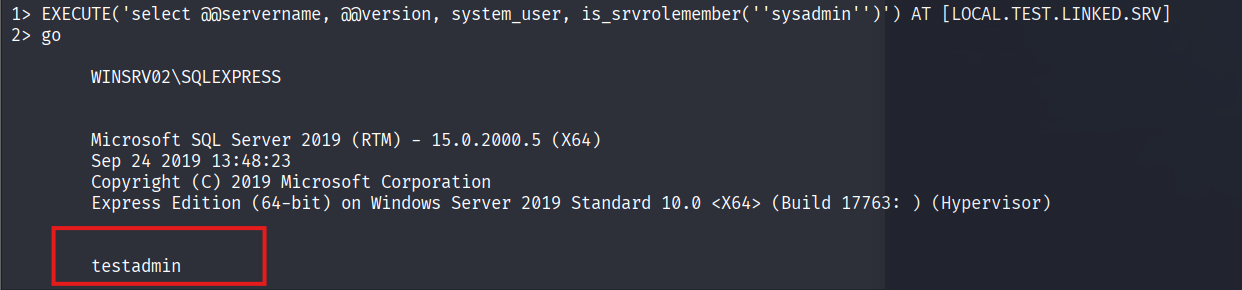 1> EXECUTE('select @@servername, @@version, system_user, is_srvrolemember(''sysadmin'')') AT [LOCAL.TEST.LINKED.SRV]
2> go
WINSRV02\SQLEXPRESS
Microsoft SQL Server 2019 (RTM) - 15.0.2000.5 (X64)
Sep 24 2019 13:48:23
Copyright (C) 2019 Microsoft Corporation
Express Edition (64-bit) on Windows Server 2019 Standard 10.0 <X64> (Build 17763: ) (Hypervisor)
testadmin